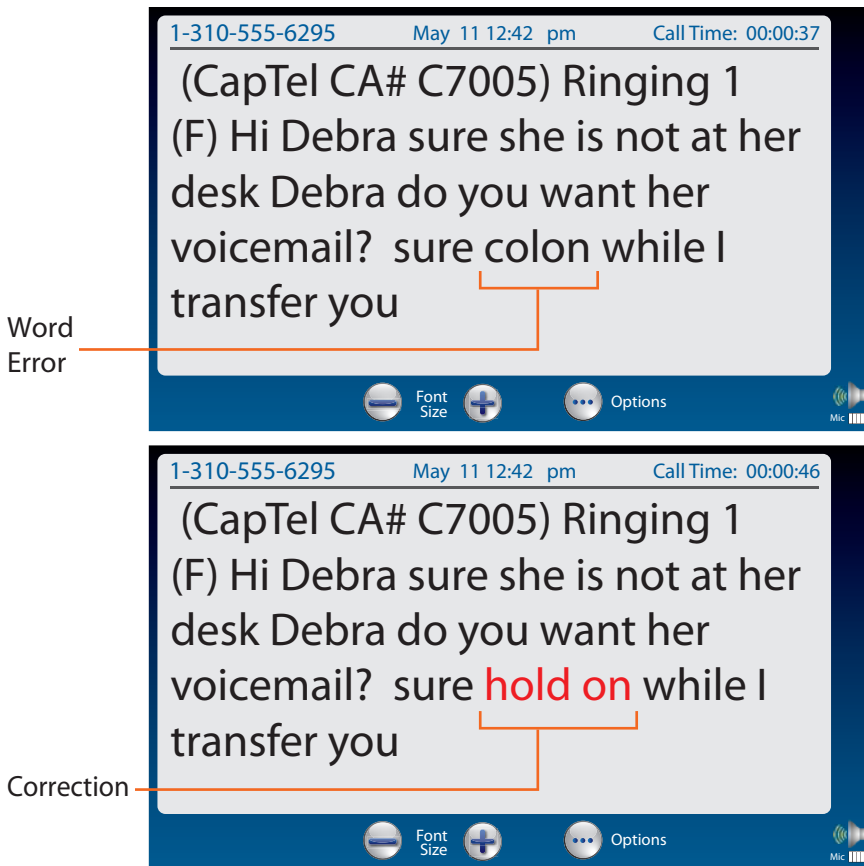 1-310-555-6295 May 11 12:42 pm Call Time: 00:00:37
(CapTel CA# C7005) Ringing 1
(F) Hi Debra sure she is not at her
desk Debra do you want her
voicemail? sure colon while I
transfer you
Word
Error
Font
Size
Options
Mic
1-310-555-6295 May 11 12:42 pm Call Time: 00:00:46
(CapTel CA# C7005) Ringing 1
(F) Hi Debra sure she is not at her
desk Debra do you want her
voicemail? sure hold on while I
transfer you
Correction
Font
Size
Options
Mic